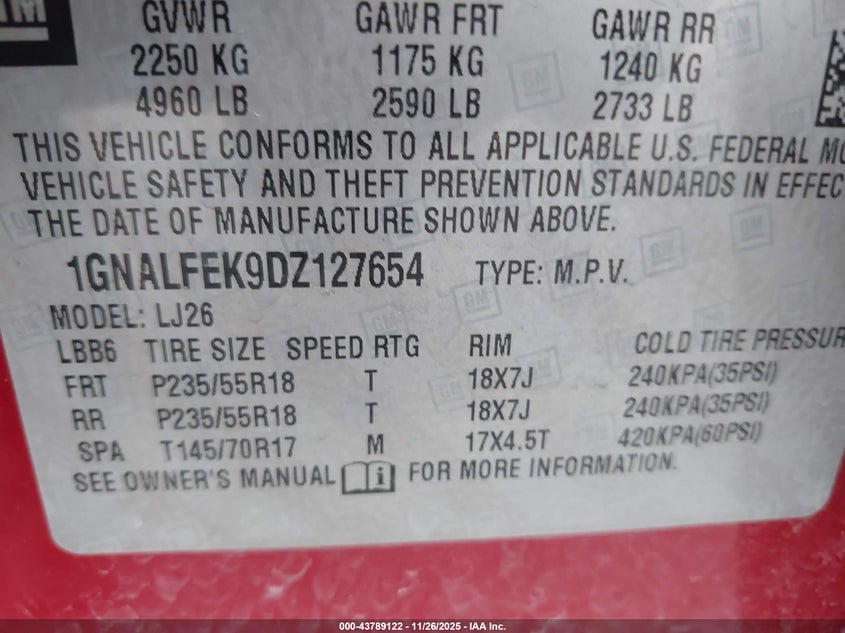 GM
GVWR GAWR FRT GAWR RR
2250 KG 1175 KG 1240 KG
4960 LB 2590 LB 2733 LB
THIS VEHICLE CONFORMS TO ALL APPLICABLE U.S. FEDERAL MO
VEHICLE SAFETY AND THEFT PREVENTION STANDARDS IN EFFEC
THE DATE OF MANUFACTURE SHOWN ABOVE.
1GNALFEK9DZ127654 TYPE: M.P.V.
MODEL: LJ26
LBB6 TIRE SIZE SPEED RTG RIM COLD TIRE PRESSUR
FRT P235/55R18 T 18X7J 240KPA(35PSI)
RR P235/55R18 T 18X7J 240KPA(35PSI)
SPA T145/70R17 M 17X4.5T 420KPA(60PSI)
SEE OWNER'S MANUAL i FOR MORE INFORMATION.
000-43789122 - 11/26/2025 - IAA Inc.